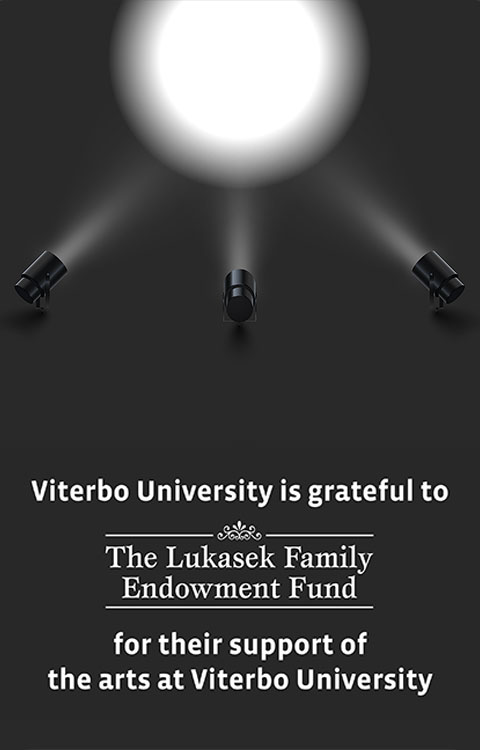 Viterbo University is grateful to
The Lukasek Family
Endowment Fund
for their support of
the arts at Viterbo University